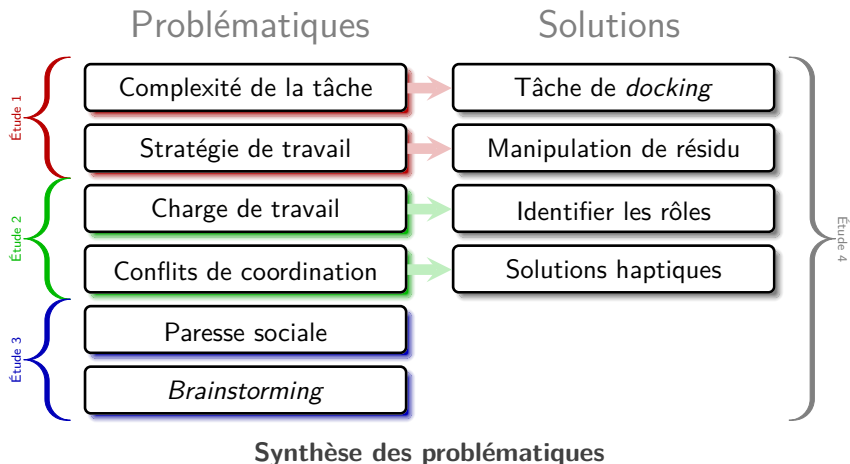 Problématiques
Solutions
Étude 1
Complexité de la tâche
Tâche de docking
Stratégie de travail
Manipulation de résidu
Étude 2
Charge de travail
Identifier les rôles
Conflits de coordination
Solutions haptiques
Étude 3
Paresse sociale
Brainstorming
Étude 4
Synthèse des problématiques